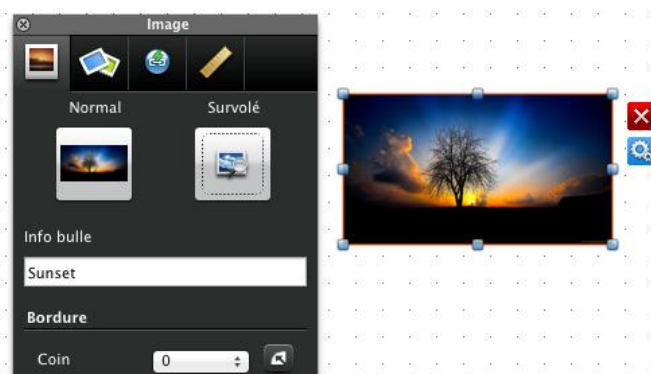 Image
Normal Survolé
Info bulle
Sunset
Bordure
Coin 0